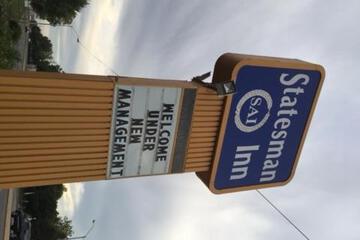 Statesman
SAI
Inn
WELCOME
UNDER
NEW
MANAGEMENT